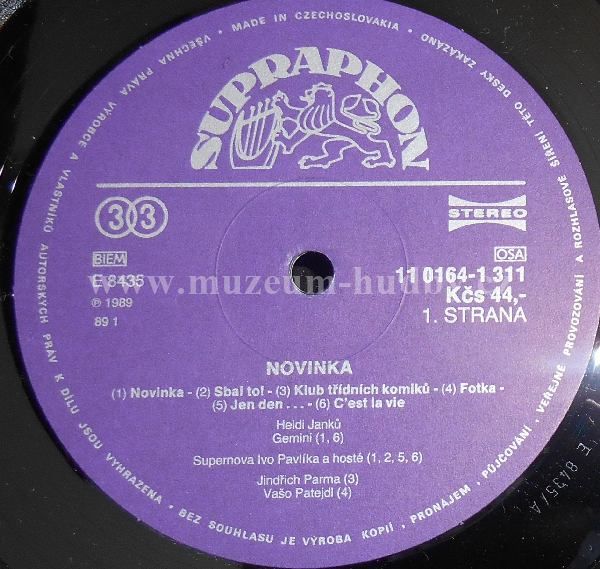 VŠECHNA PRÁVA VÝROBCE A VLASTNÍKŮ AUTORSKÝCH PRÁV K DÍLU JSOU VYHRAZENA • BEZ SOUHLASU JE VÝROBA KOPIÍ, PRONÁJEM, PŮJČOVÁNÍ, VEŘEJNÉ PROVOZOVÁNÍ A ROZHLASOVÉ ŠÍŘENÍ TÉTO DESKY ZAKÁZÁNO • MADE IN CZECHOSLOVAKIA •
SUPRAPHON
33
STEREO
BIEM
OSA
E 8435
11 0164-1.311
℗ 1989
Kčs 44,-
89 1
1. STRANA
www.muzeum-hudby.
NOVINKA
(1) Novinka - (2) Sbal to! - (3) Klub třídních komiků - (4) Fotka -
(5) Jen den . . . - (6) C'est la vie
Heidi Janků
Gemini (1, 6)
Supernova Ivo Pavlíka a hosté (1, 2, 5, 6)
Jindřich Parma (3)
Vašo Patejdl (4)
E 8435/A